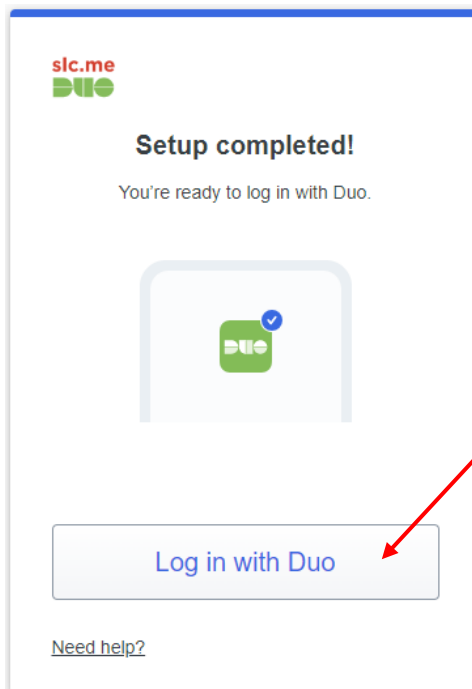 slc.me
DUO
Setup completed!
You're ready to log in with Duo.
DUO
Log in with Duo
Need help?